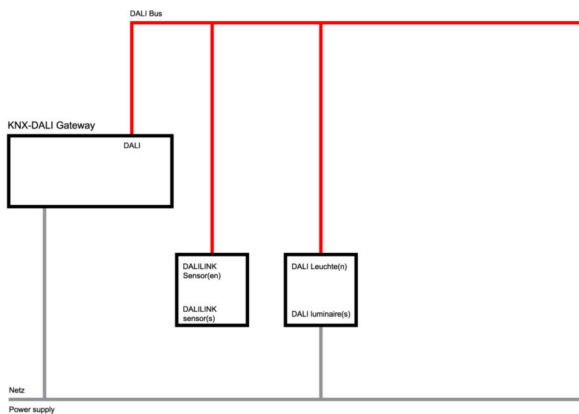 DALI Bus
KNX-DALI Gateway
DALI
DALILINK
Sensor(en)
DALILINK
sensor(s)
DALI Leuchte(n)
DALI luminaire(s)
Netz
Power supply